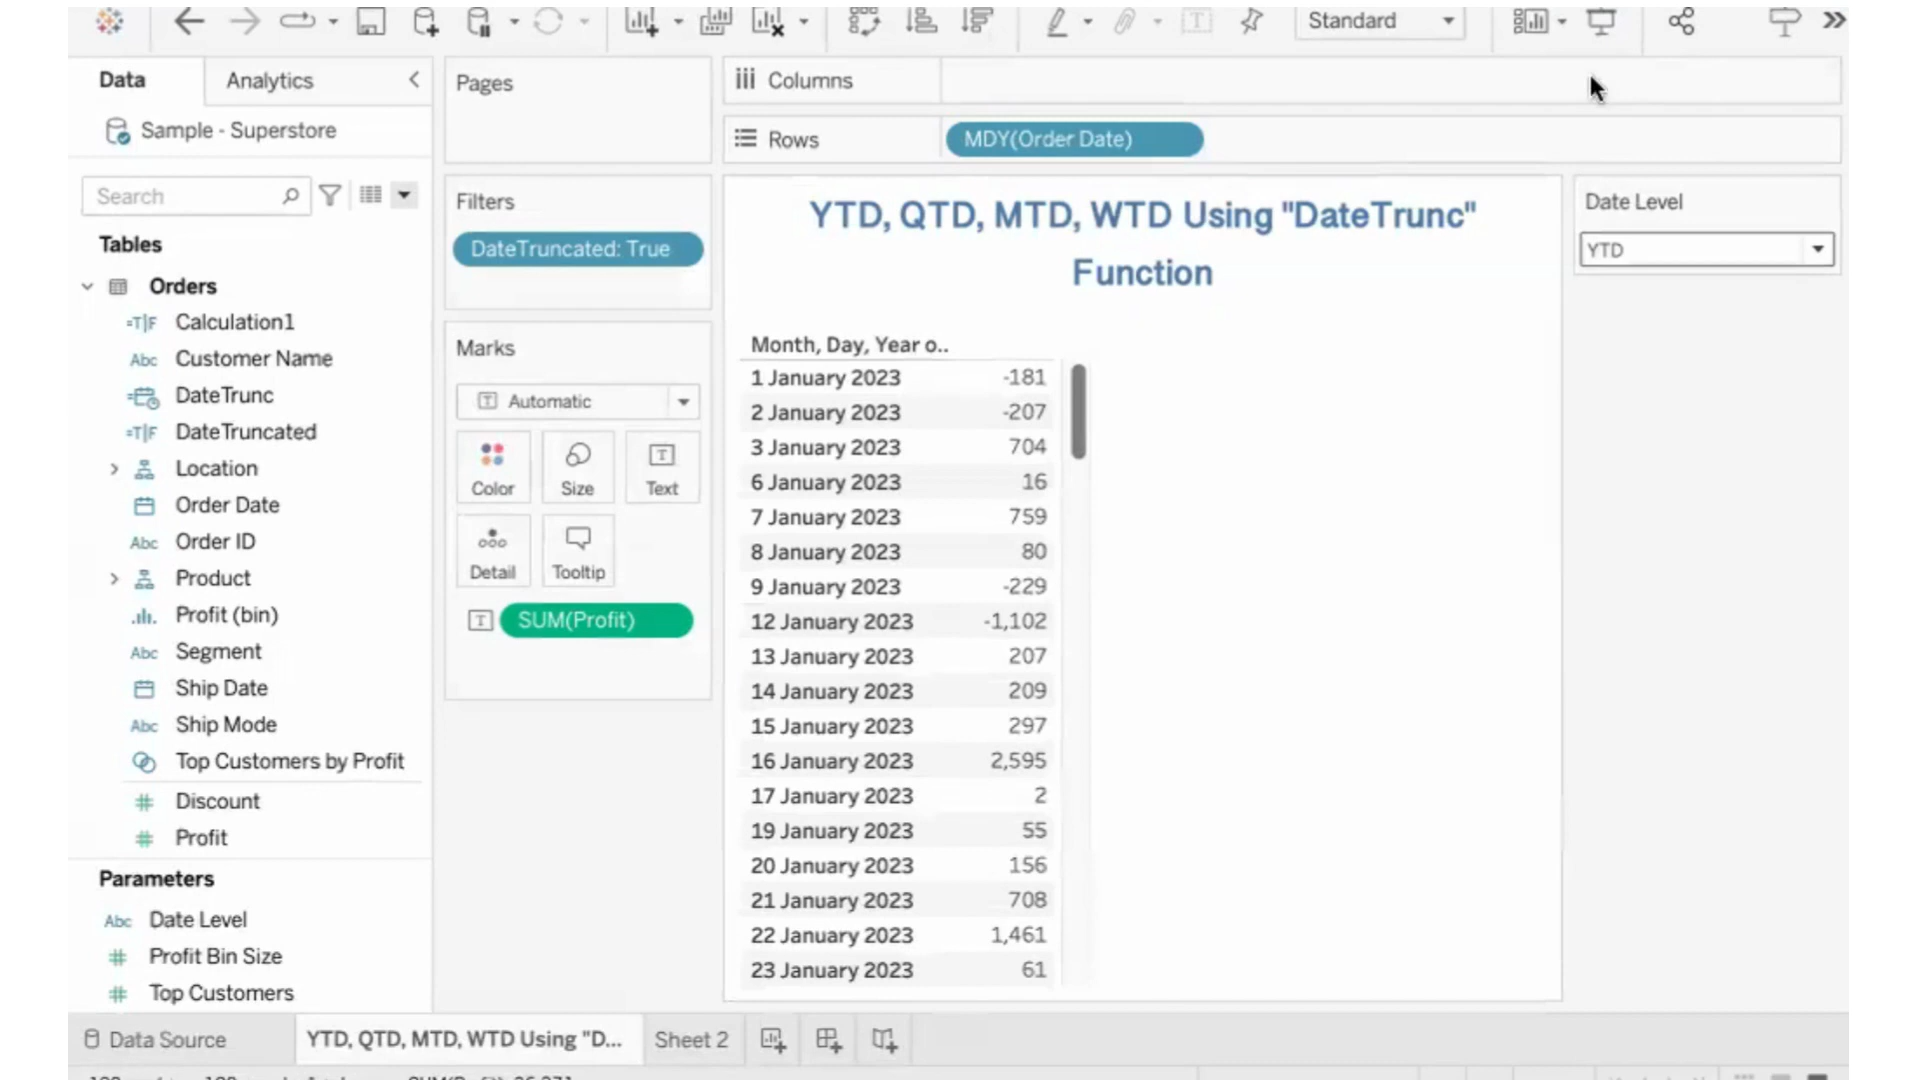 Standard
Data
Analytics
Sample - Superstore
Search
Tables
Orders
=T|F Calculation1
Abc Customer Name
DateTrunc
=T|F DateTruncated
Location
Order Date
Abc Order ID
Product
Profit (bin)
Abc Segment
Ship Date
Abc Ship Mode
Top Customers by Profit
# Discount
# Profit
Parameters
Abc Date Level
# Profit Bin Size
# Top Customers
Pages
Filters
DateTruncated: True
Marks
T Automatic
Color
Size
T Text
Detail
Tooltip
T SUM(Profit)
Columns
Rows
MDY(Order Date)
YTD, QTD, MTD, WTD Using "DateTrunc"
Function
Month, Day, Year o..
1 January 2023 -181
2 January 2023 -207
3 January 2023 704
6 January 2023 16
7 January 2023 759
8 January 2023 80
9 January 2023 -229
12 January 2023 -1,102
13 January 2023 207
14 January 2023 209
15 January 2023 297
16 January 2023 2,595
17 January 2023 2
19 January 2023 55
20 January 2023 156
21 January 2023 708
22 January 2023 1,461
23 January 2023 61
Date Level
YTD
Data Source
YTD, QTD, MTD, WTD Using "D...
Sheet 2